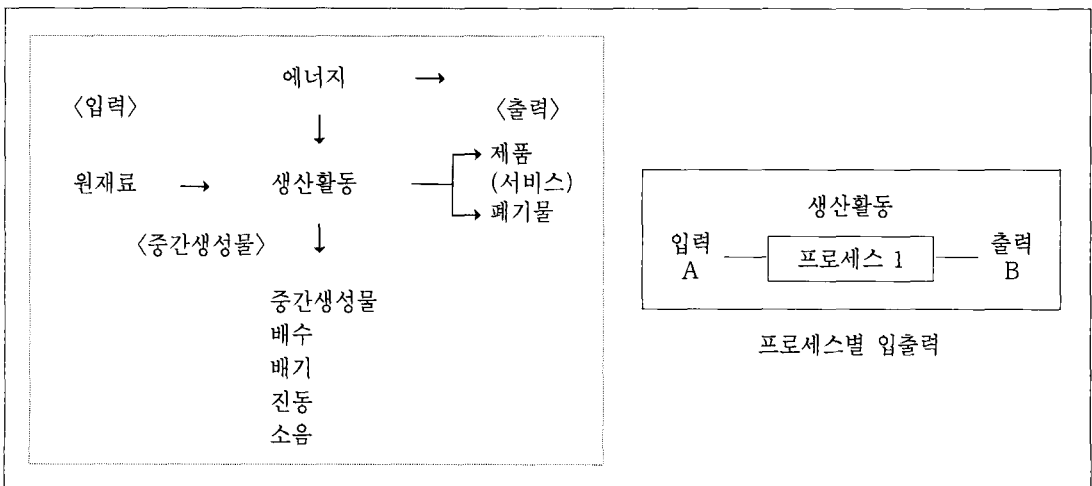 에너지 →
〈입력〉
〈출력〉
↓
원재료 → 생산활동
제품
(서비스)
폐기물
〈중간생성물〉 ↓
중간생성물
배수
배기
진동
소음
생산활동
입력
A
프로세스 1
출력
B
프로세스별 입출력